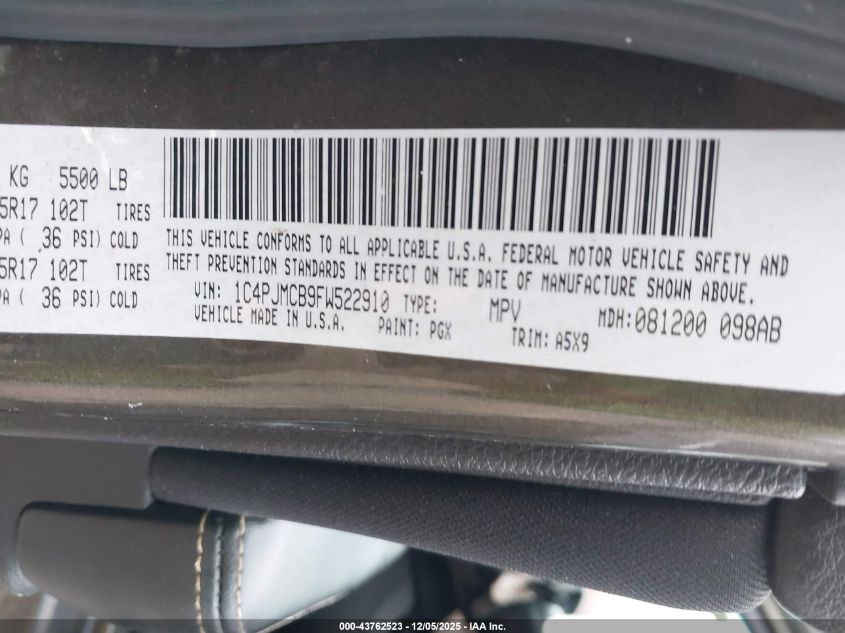 KG 5500 LB
5R17 102T TIRES
PA ( 36 PSI) COLD
5R17 102T TIRES
PA ( 36 PSI) COLD
THIS VEHICLE CONFORMS TO ALL APPLICABLE U.S.A. FEDERAL MOTOR VEHICLE SAFETY AND
THEFT PREVENTION STANDARDS IN EFFECT ON THE DATE OF MANUFACTURE SHOWN ABOVE.
VIN: 1C4PJMCB9FW522910 TYPE: MPV MDH:081200 098AB
VEHICLE MADE IN U.S.A. PAINT: PGX TRIM: A5X9
000-43762523 - 12/05/2025 - IAA Inc.